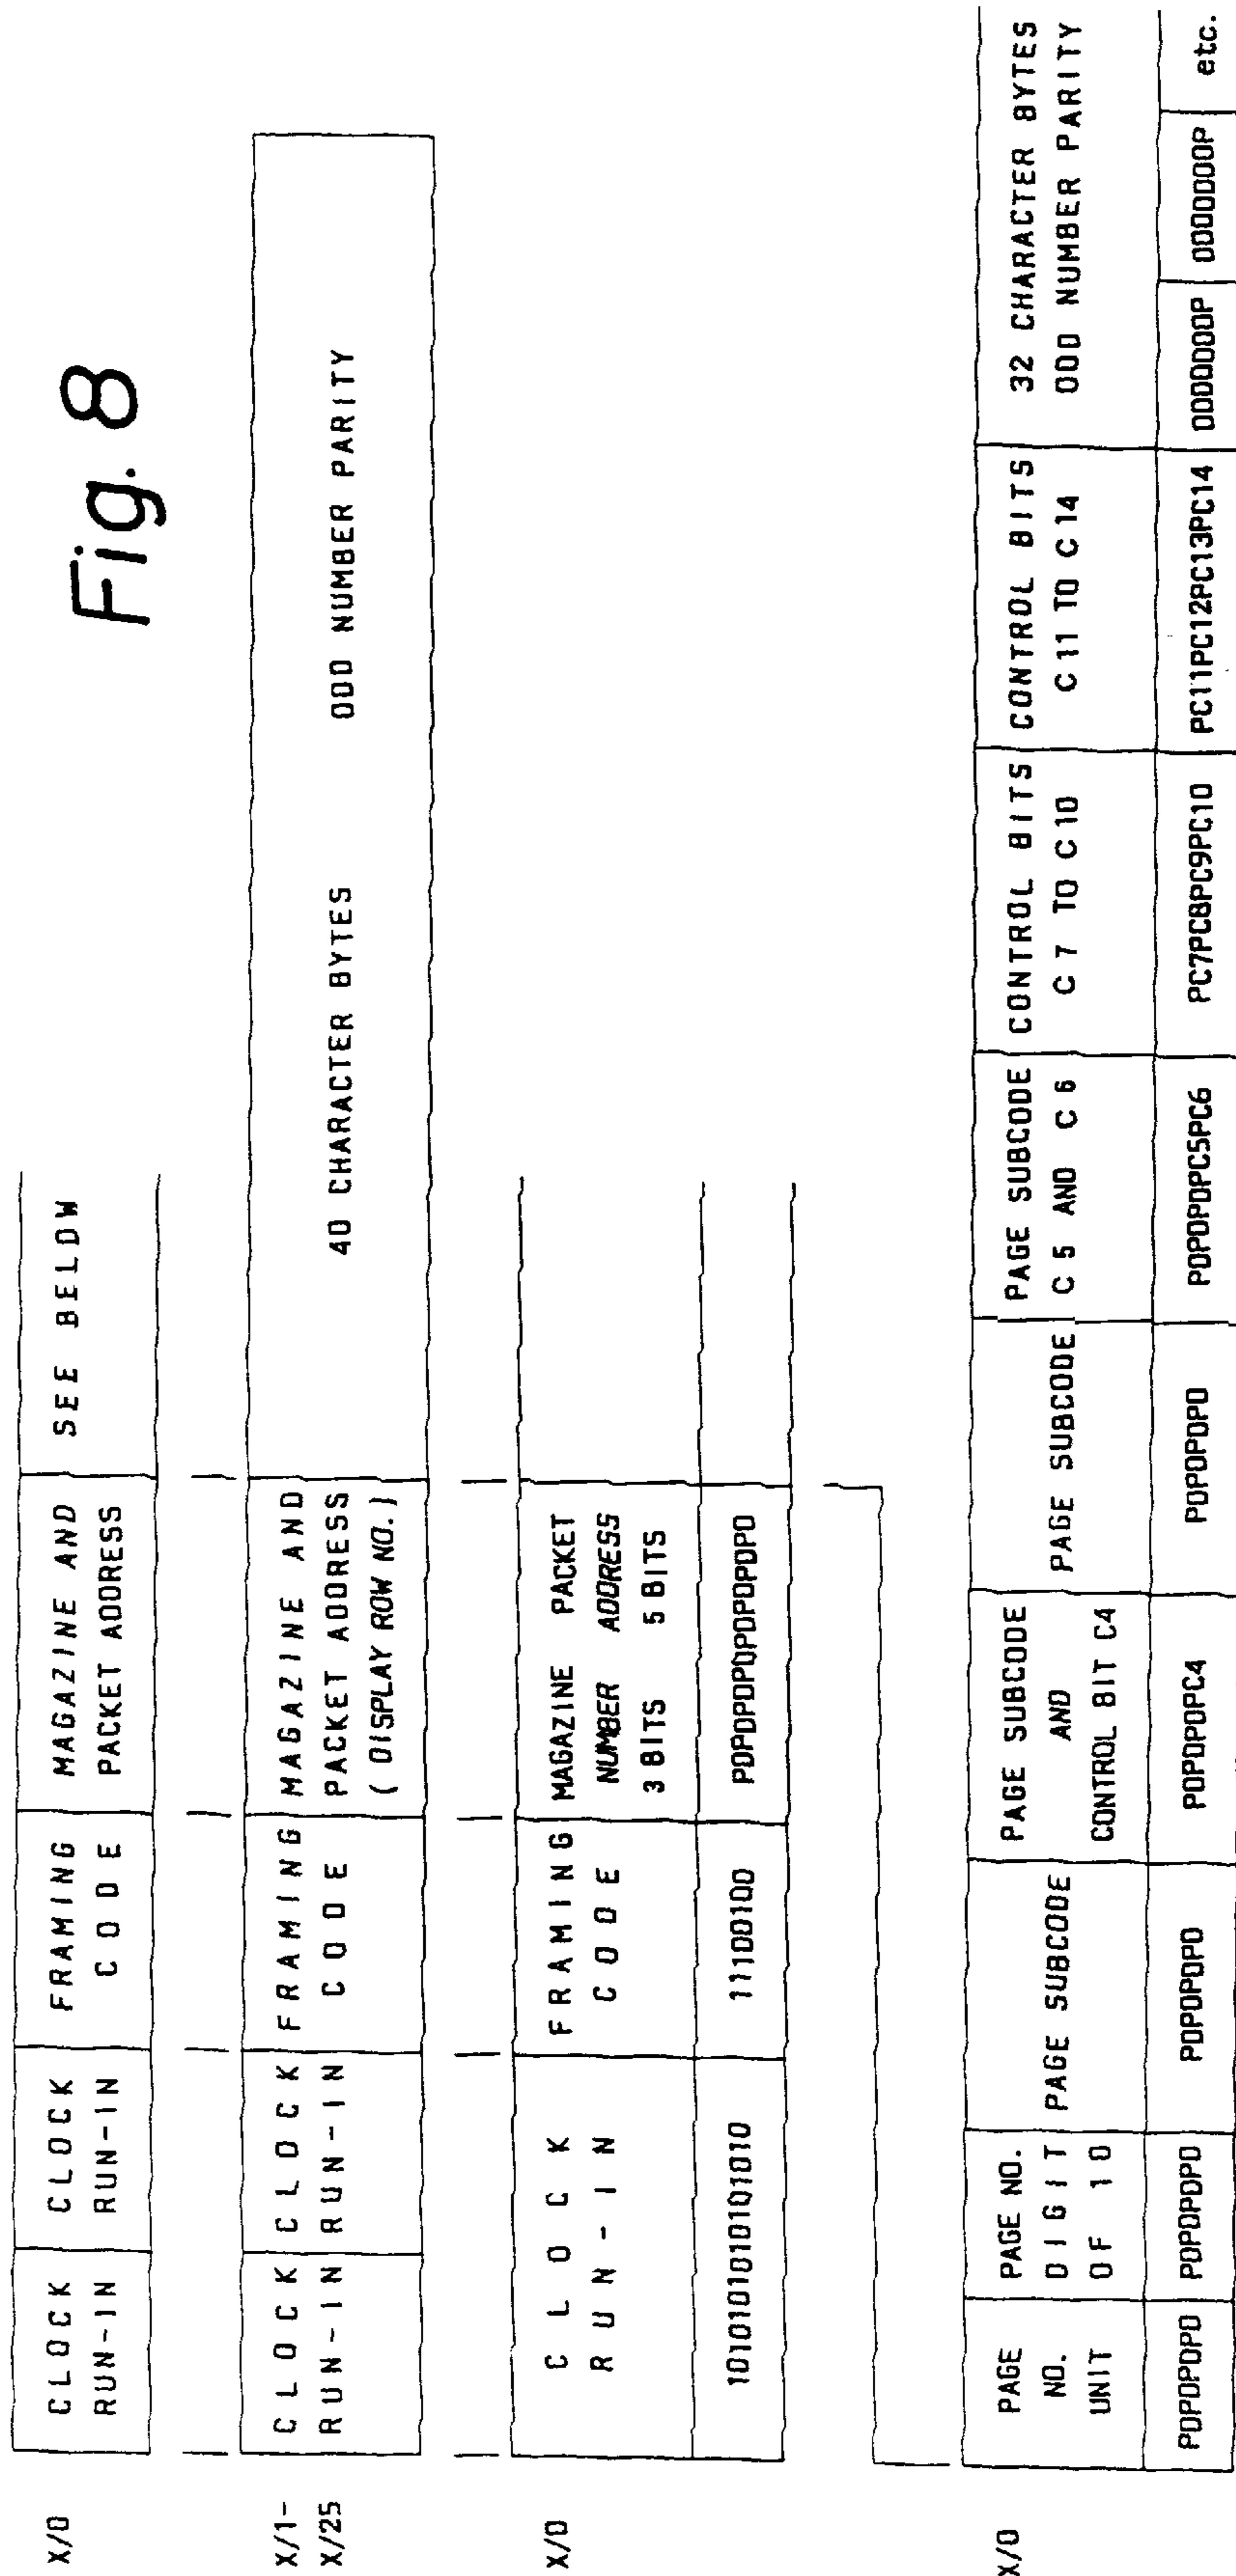 Fig. 8
X/0
CLOCK
RUN-IN
CLOCK
RUN-IN
FRAMING
CODE
MAGAZINE AND
PACKET ADDRESS
SEE BELOW
X/1-
X/25
CLOCK
RUN-IN
CLOCK
RUN-IN
FRAMING
CODE
MAGAZINE AND
PACKET ADDRESS
( DISPLAY ROW NO. )
40 CHARACTER BYTES ODD NUMBER PARITY
X/0
CLOCK
RUN-IN
FRAMING
CODE
MAGAZINE PACKET
NUMBER ADDRESS
3 BITS 5 BITS
1010101010101010
11100100
PDPDPDPDPDPDPDPD
X/0
PAGE
NO.
UNIT
PAGE NO.
DIGIT
OF 10
PAGE SUBCODE
PAGE SUBCODE
AND
CONTROL BIT C4
PAGE SUBCODE
PAGE SUBCODE
C 5 AND C 6
CONTROL BITS
C 7 TO C 10
CONTROL BITS
C 11 TO C 14
32 CHARACTER BYTES
ODD NUMBER PARITY
PDPDPDPD
PDPDPDPD
PDPDPDPD
PDPDPDPC4
PDPDPDPD
PDPDPDPC5PC6
PC7PC8PC9PC10
PC11PC12PC13PC14
DDDDDDDP
DDDDDDDP
etc.